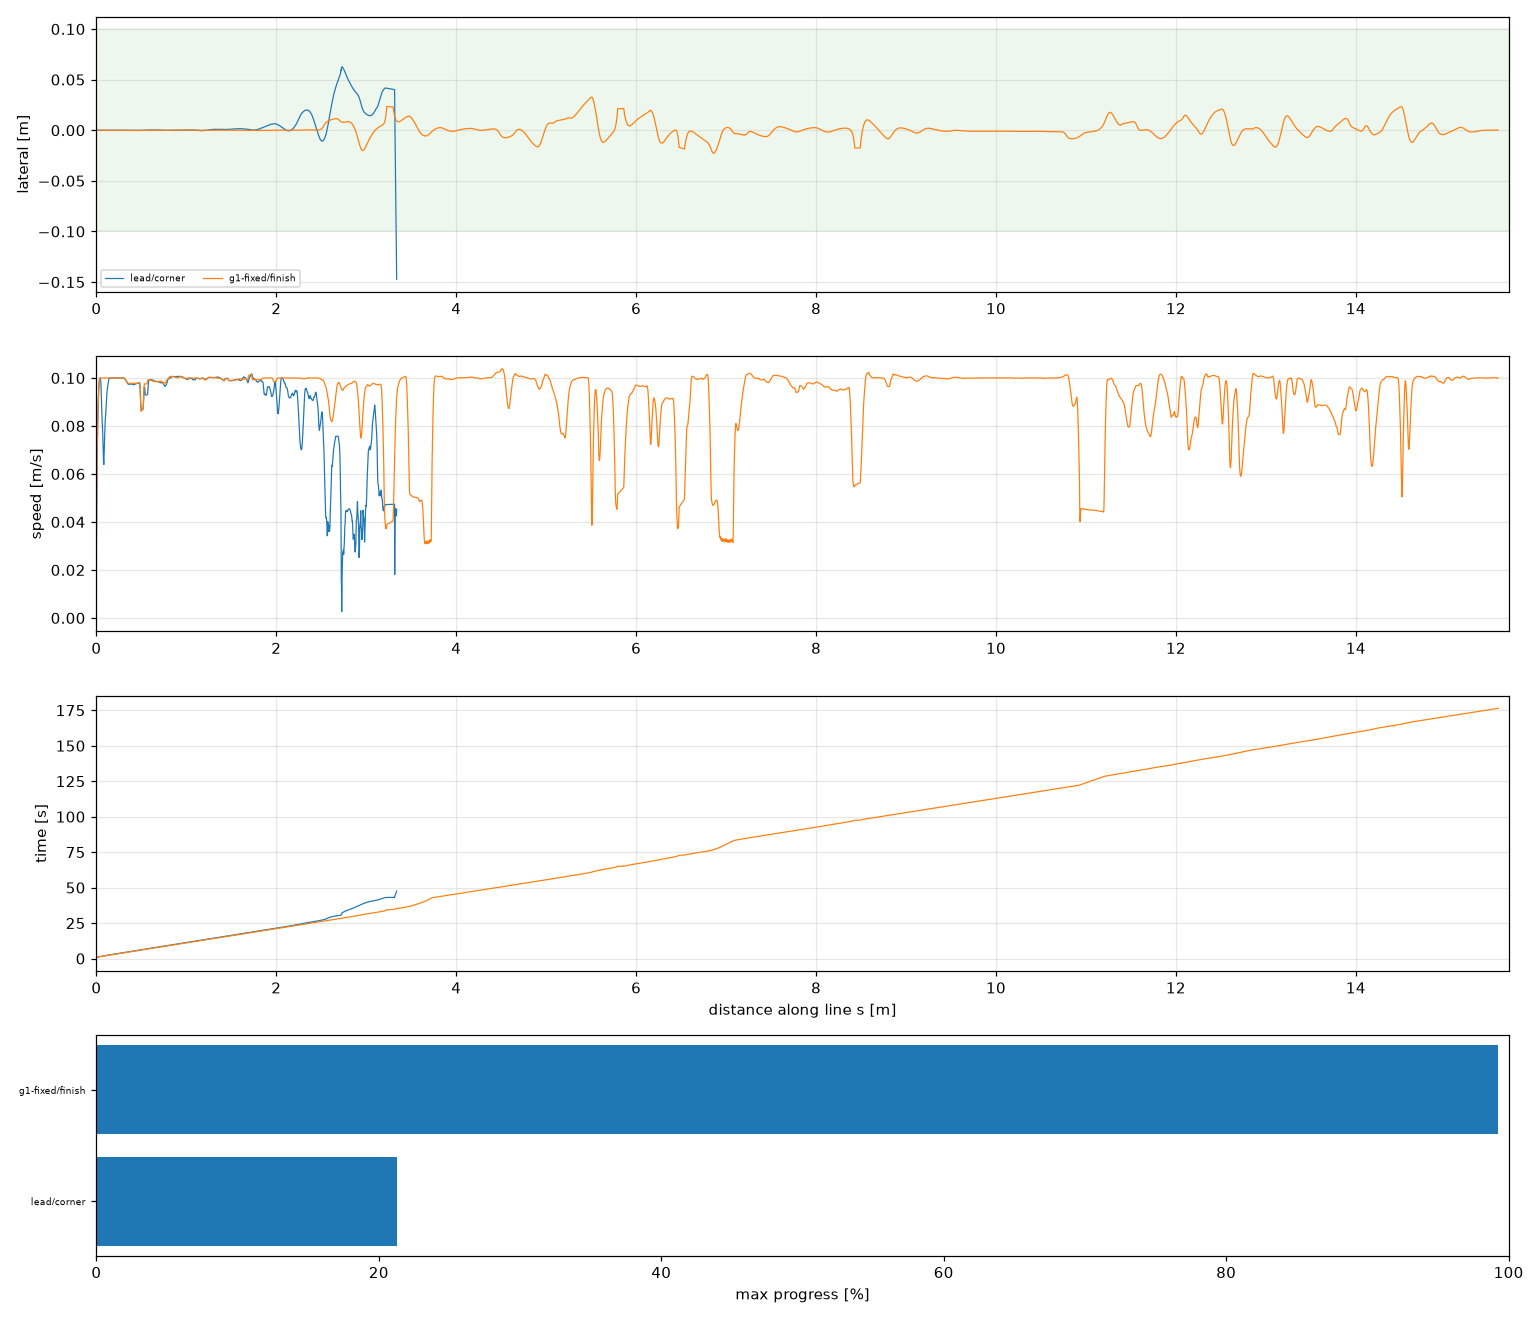 0.10
0.05
0.00
−0.05
−0.10
−0.15
lateral [m]
lead/corner g1-fixed/finish
0 2 4 6 8 10 12 14
0.10
0.08
0.06
0.04
0.02
0.00
speed [m/s]
0 2 4 6 8 10 12 14
175
150
125
100
75
50
25
0
time [s]
0 2 4 6 8 10 12 14
distance along line s [m]
g1-fixed/finish
lead/corner
0 20 40 60 80 100
max progress [%]